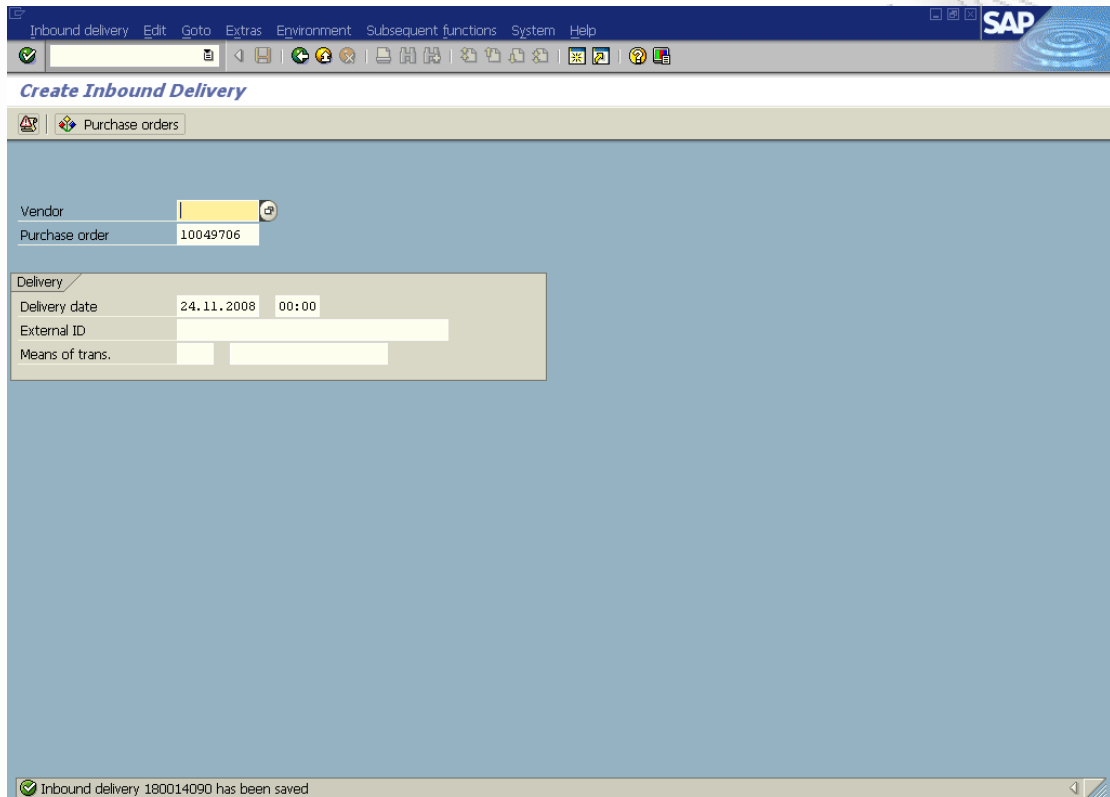 Inbound delivery Edit Goto Extras Environment Subsequent functions System Help
SAP
Create Inbound Delivery
Purchase orders
Vendor
Purchase order 10049706
Delivery
Delivery date 24.11.2008 00:00
External ID
Means of trans.
Inbound delivery 180014090 has been saved